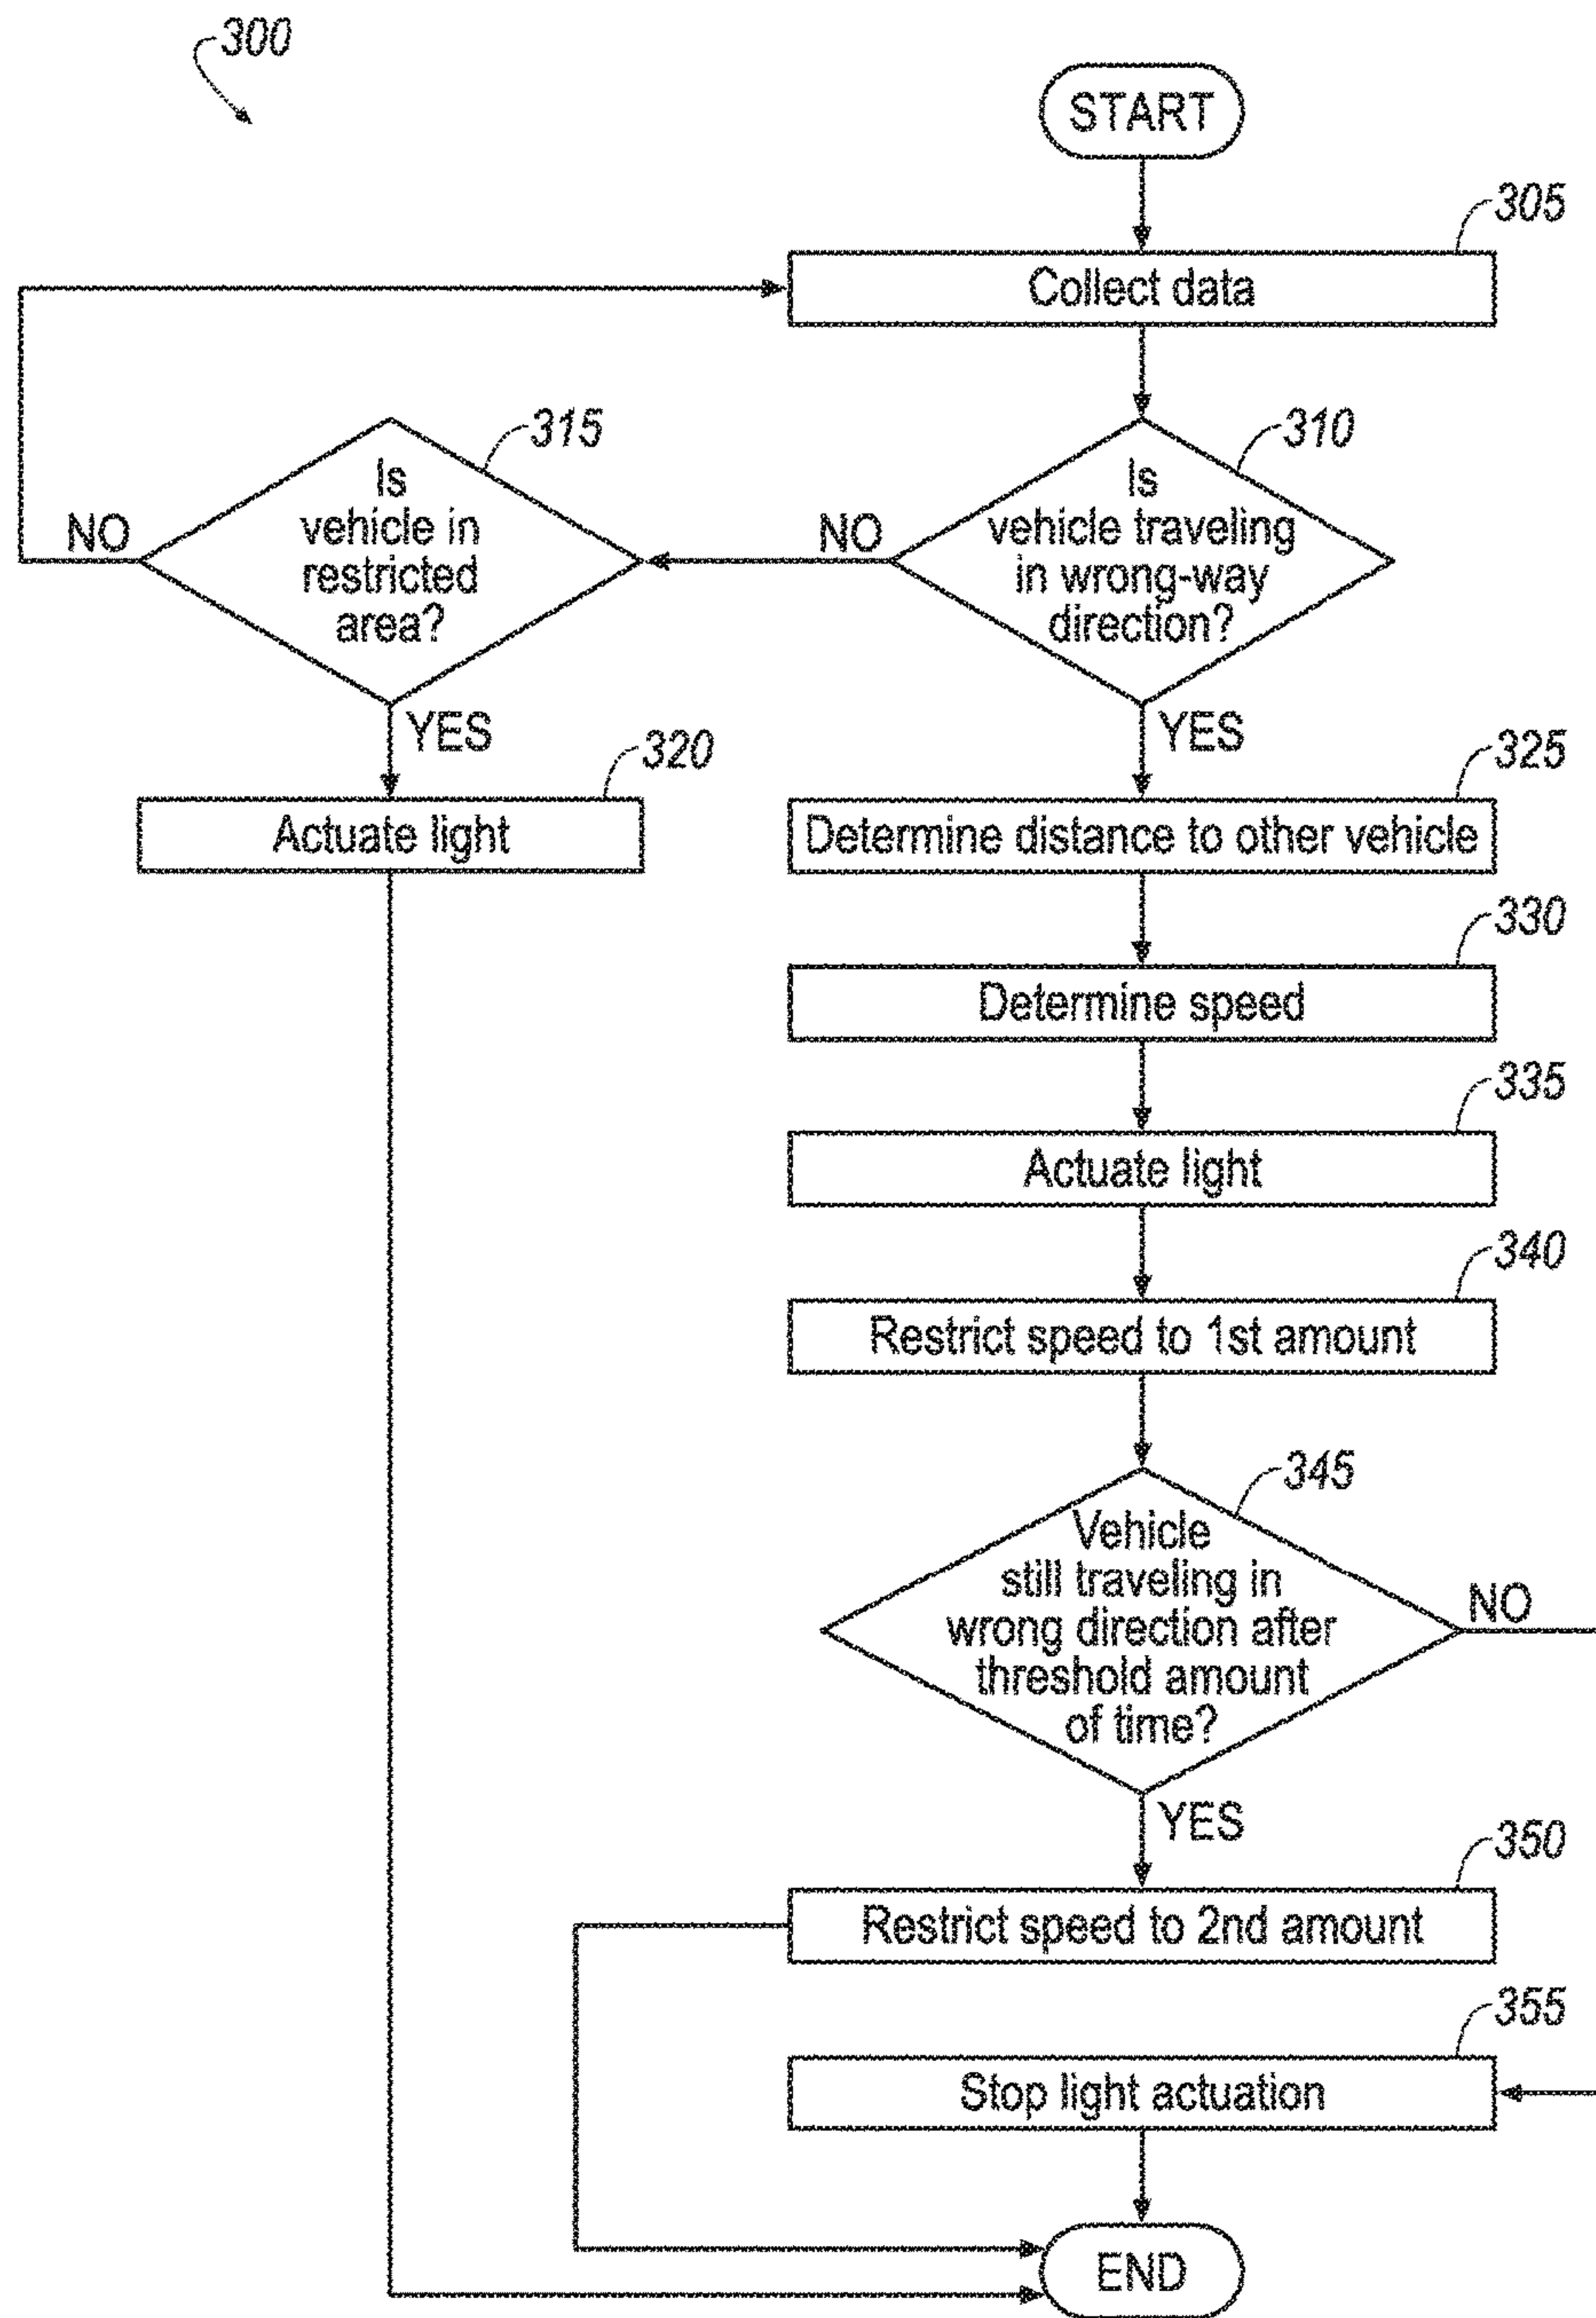 300
START
305
Collect data
315
310
Is
vehicle in
restricted
area?
NO
Is
vehicle traveling
in wrong-way
direction?
NO
YES
YES
320
Actuate light
325
Determine distance to other vehicle
330
Determine speed
335
Actuate light
340
Restrict speed to 1st amount
345
Vehicle
still traveling in
wrong direction after
threshold amount
of time?
NO
YES
350
Restrict speed to 2nd amount
355
Stop light actuation
END